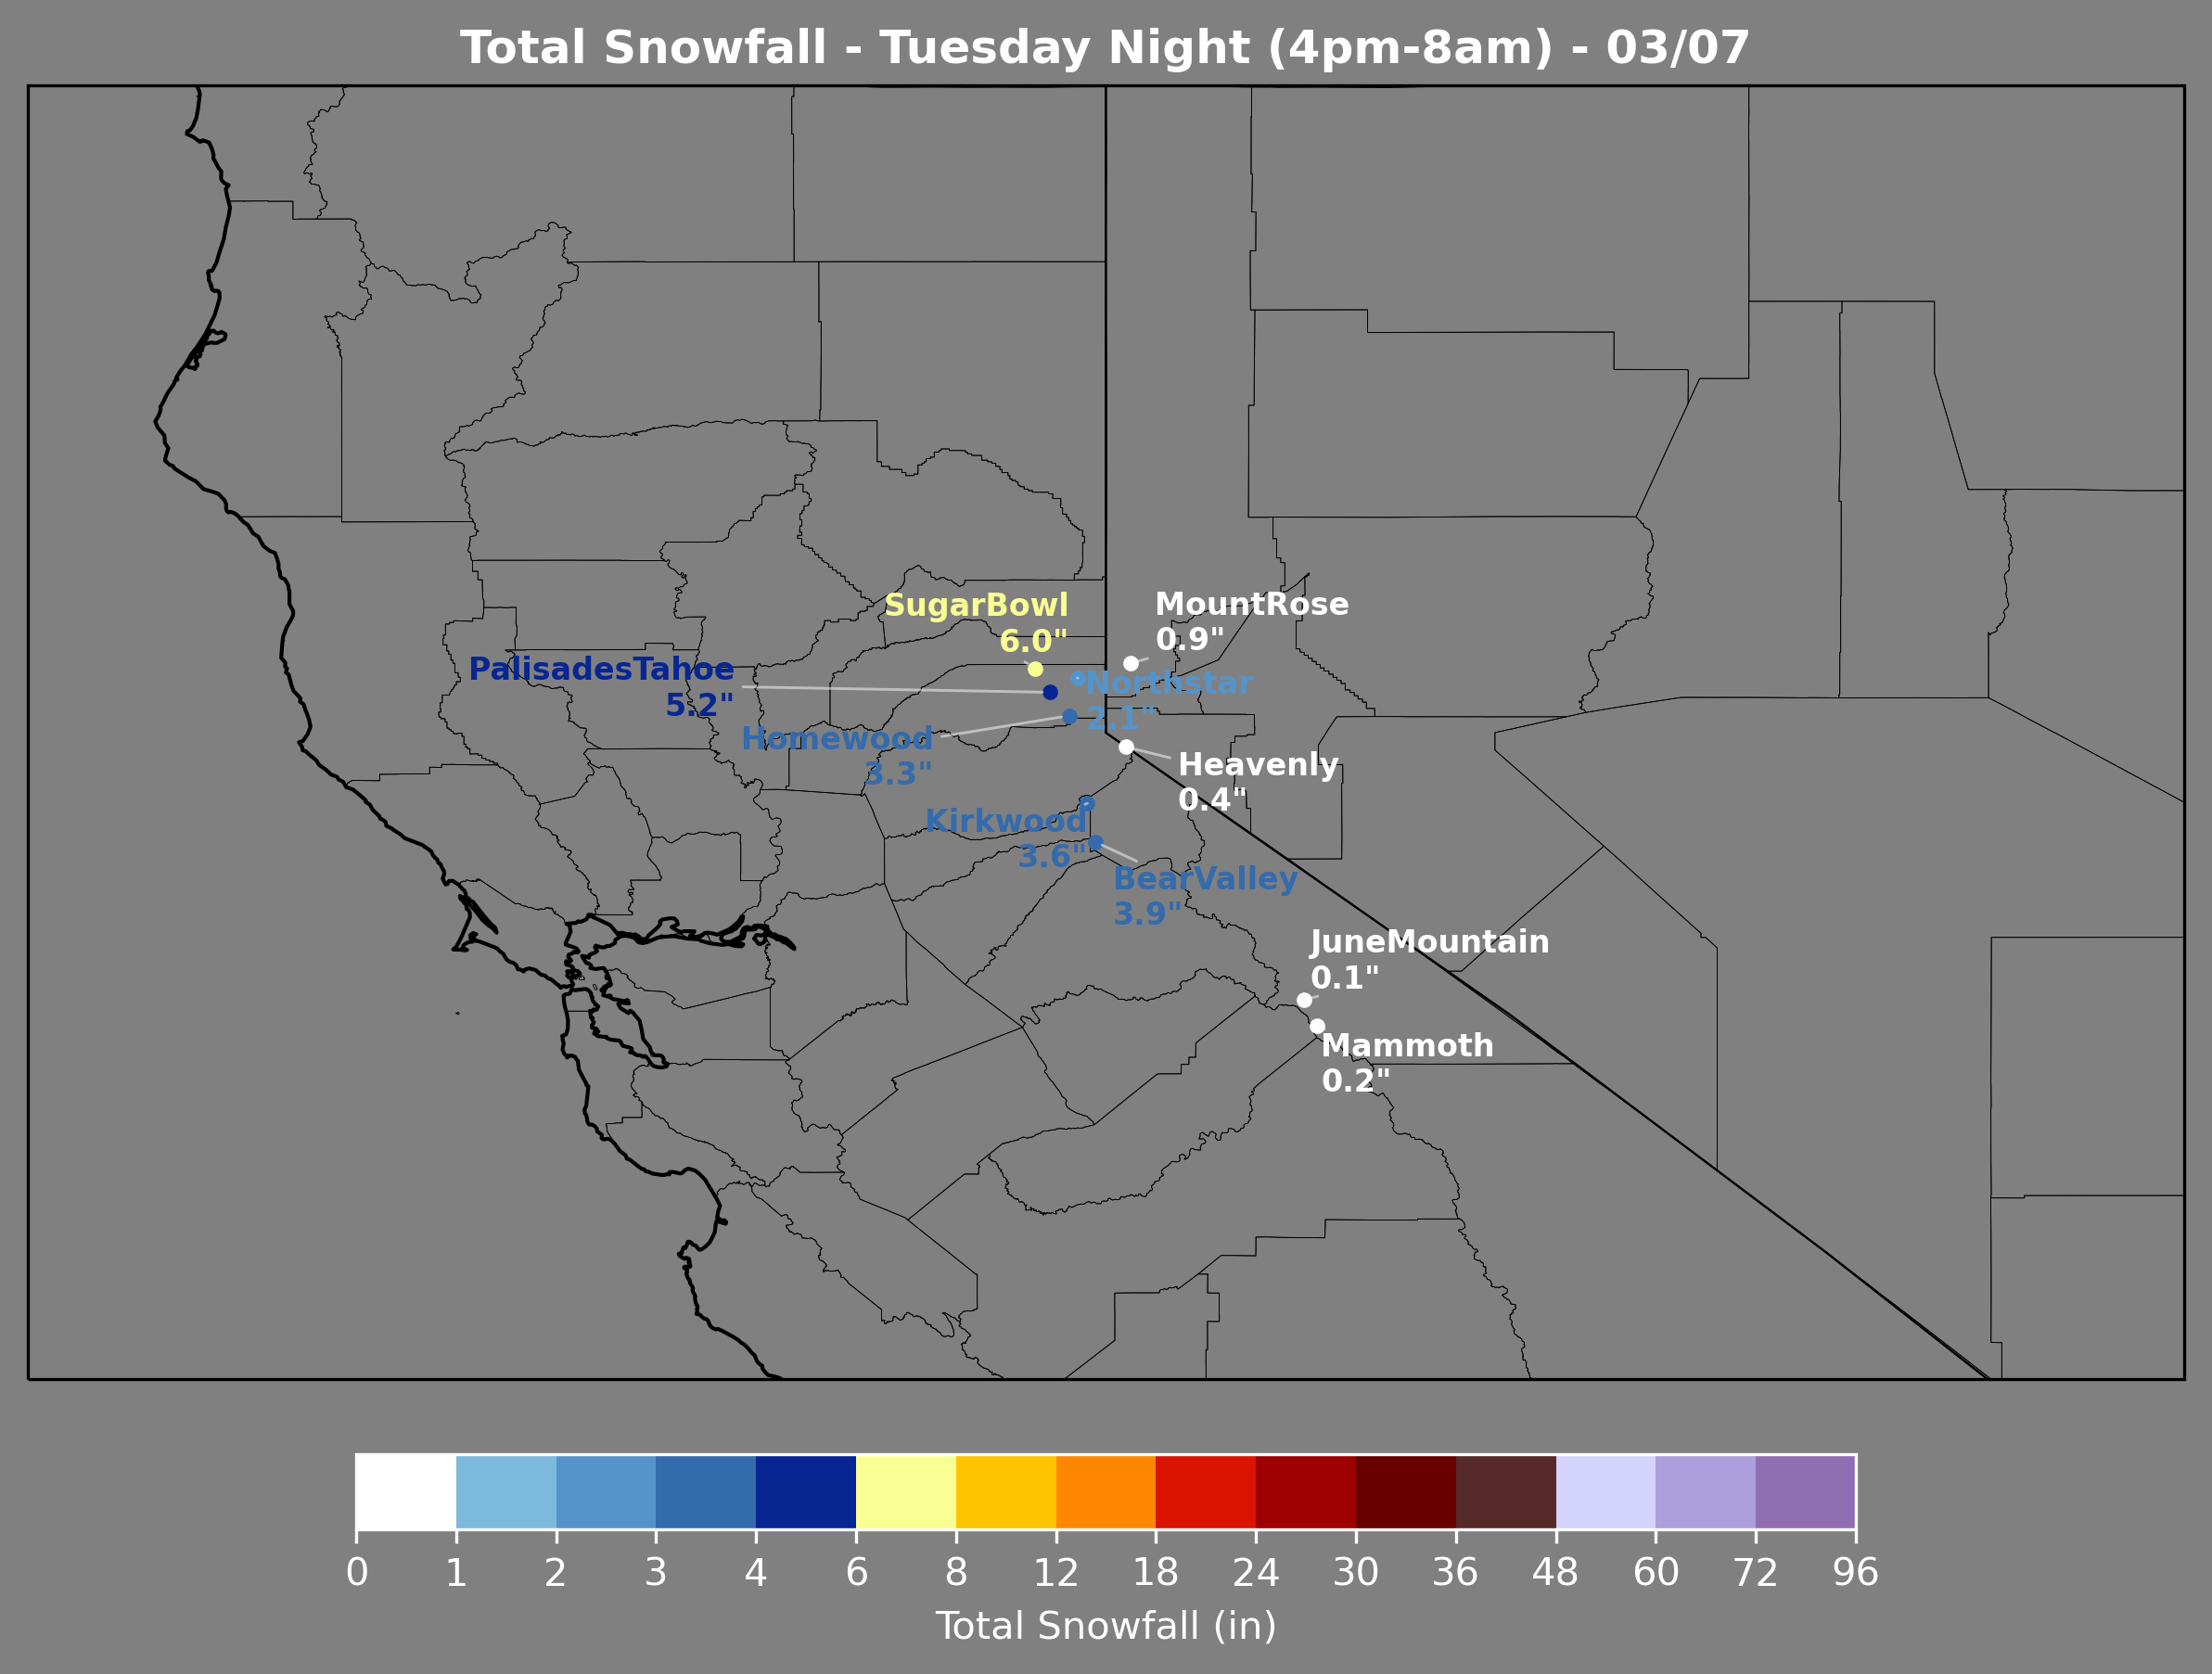 Total Snowfall - Tuesday Night (4pm-8am) - 03/07
SugarBowl
6.0"
MountRose
0.9"
PalisadesTahoe
5.2"
Northstar
2.1"
Homewood
3.3"
Heavenly
0.4"
Kirkwood
3.6"
BearValley
3.9"
JuneMountain
0.1"
Mammoth
0.2"
0 1 2 3 4 6 8 12 18 24 30 36 48 60 72 96
Total Snowfall (in)